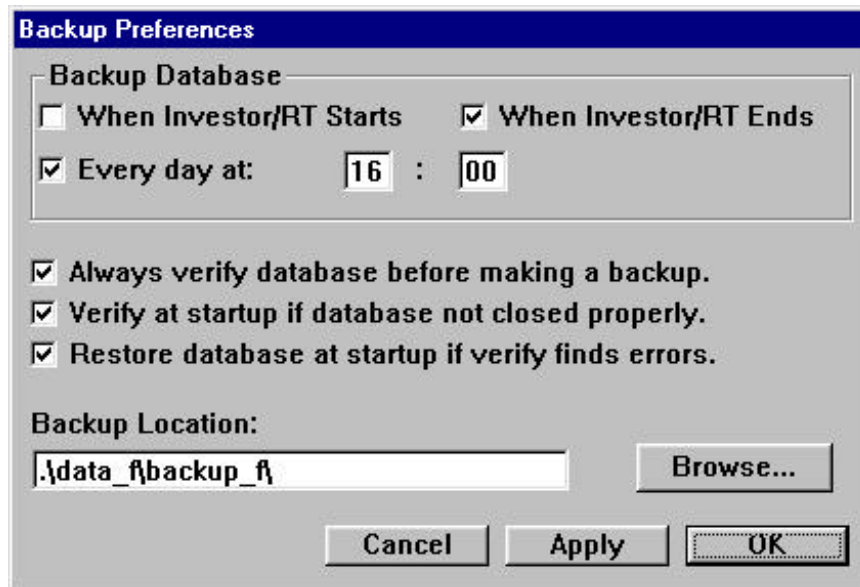 Backup Preferences
Backup Database
When Investor/RT Starts When Investor/RT Ends
Every day at: 16 : 00
Always verify database before making a backup.
Verify at startup if database not closed properly.
Restore database at startup if verify finds errors.
Backup Location:
.\data_f\backup_f\ Browse...
Cancel Apply OK